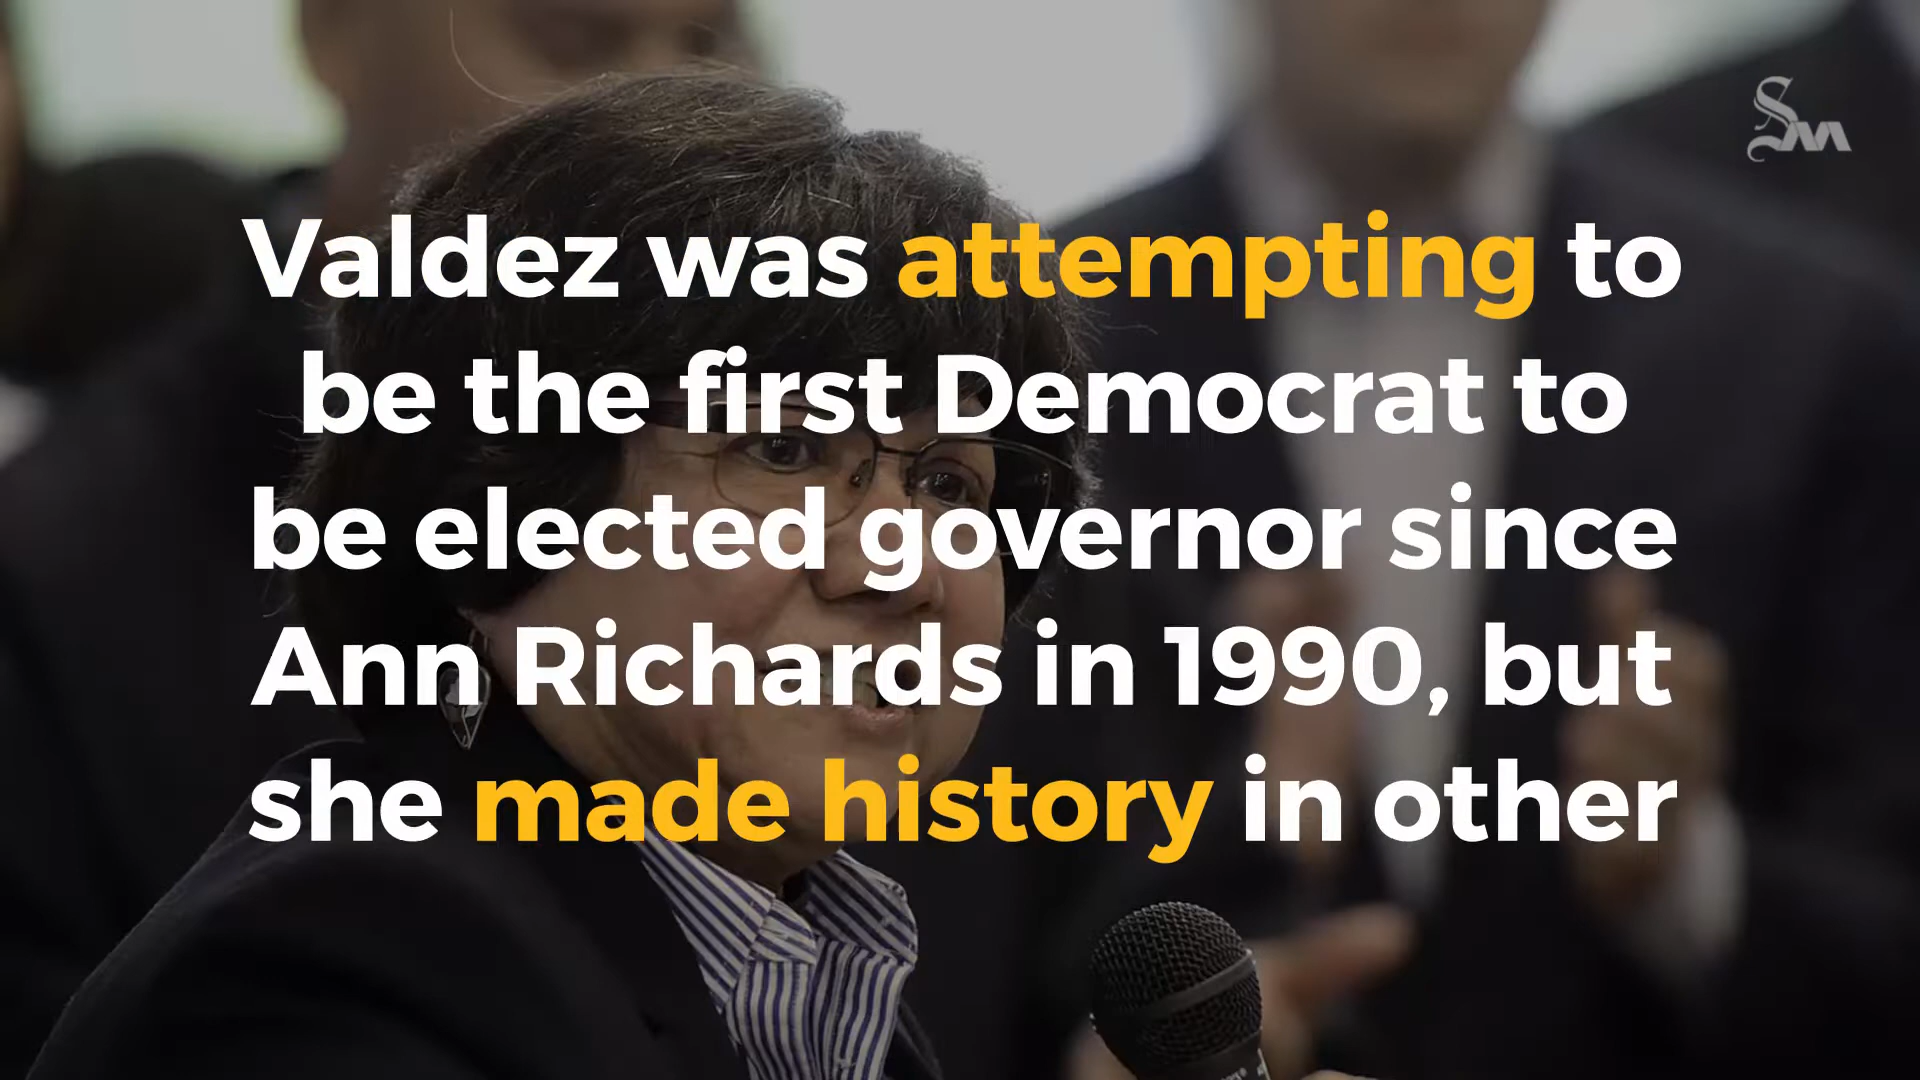 Sm
Valdez was attempting to
be the first Democrat to
be elected governor since
Ann Richards in 1990, but
she made history in other